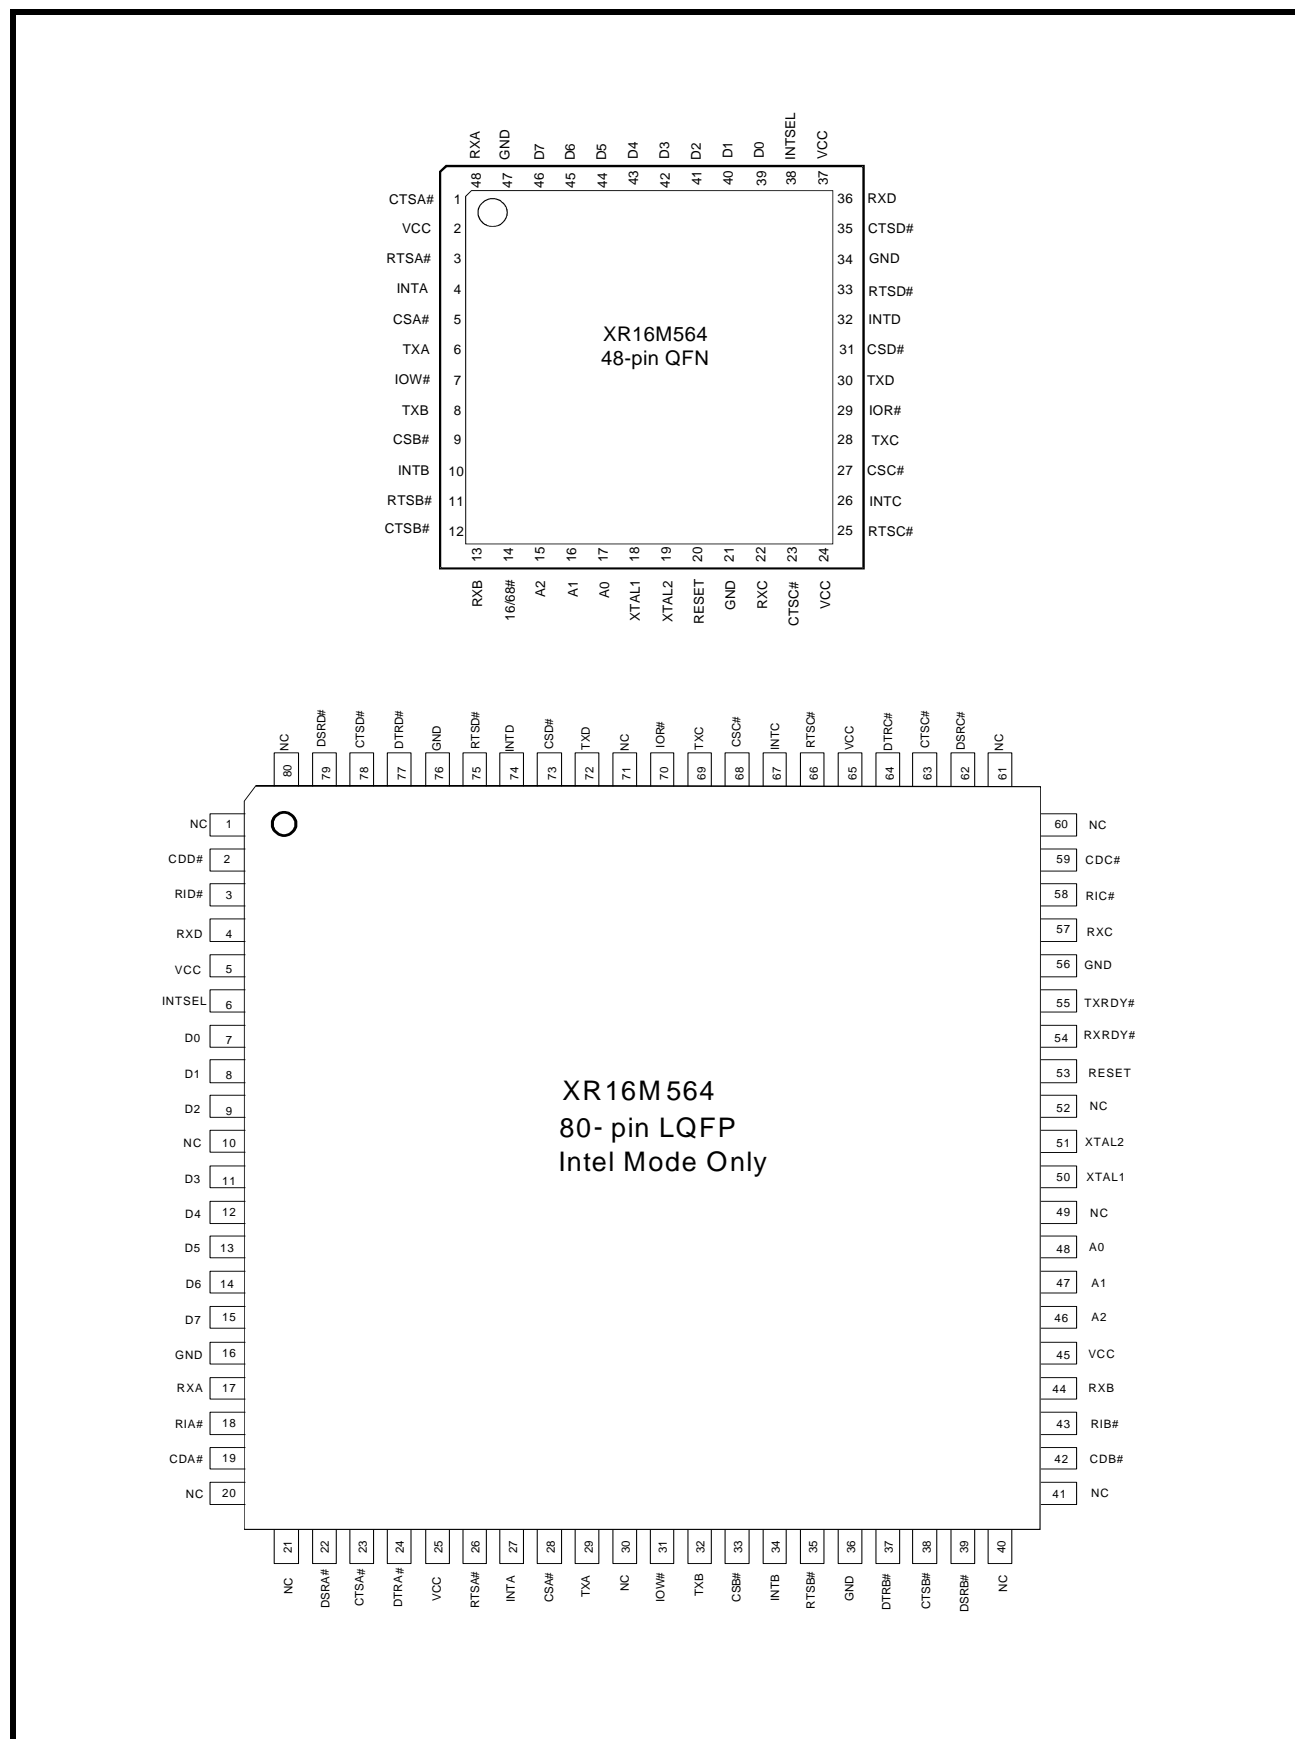 RXA GND D7 D6 D5 D4 D3 D2 D1 D0 INTSEL VCC
48 47 46 45 44 43 42 41 40 39 38 37
CTSA# 1 36 RXD
VCC 2 35 CTSD#
RTSA# 3 34 GND
INTA 4 33 RTSD#
CSA# 5 32 INTD
TXA 6 31 CSD#
IOW# 7 30 TXD
TXB 8 29 IOR#
CSB# 9 28 TXC
INTB 10 27 CSC#
RTSB# 11 26 INTC
CTSB# 12 25 RTSC#
XR16M564
48-pin QFN
13 14 15 16 17 18 19 20 21 22 23 24
RXB 16/68# A2 A1 A0 XTAL1 XTAL2 RESET GND RXC CTSC# VCC
NC DSRD# CTSD# DTRD# GND RTSD# INTD CSD# TXD NC IOR# TXC CSC# INTC RTSC# VCC DTRC# CTSC# DSRC# NC
80 79 78 77 76 75 74 73 72 71 70 69 68 67 66 65 64 63 62 61
NC 1 60 NC
CDD# 2 59 CDC#
RID# 3 58 RIC#
RXD 4 57 RXC
VCC 5 56 GND
INTSEL 6 55 TXRDY#
D0 7 54 RXRDY#
D1 8 53 RESET
D2 9 52 NC
NC 10 51 XTAL2
D3 11 50 XTAL1
D4 12 49 NC
D5 13 48 A0
D6 14 47 A1
D7 15 46 A2
GND 16 45 VCC
RXA 17 44 RXB
RIA# 18 43 RIB#
CDA# 19 42 CDB#
NC 20 41 NC
XR16M564
80- pin LQFP
Intel Mode Only
21 22 23 24 25 26 27 28 29 30 31 32 33 34 35 36 37 38 39 40
NC DSRA# CTSA# DTRA# VCC RTSA# INTA CSA# TXA NC IOW# TXB CSB# INTB RTSB# GND DTRB# CTSB# DSRB# NC